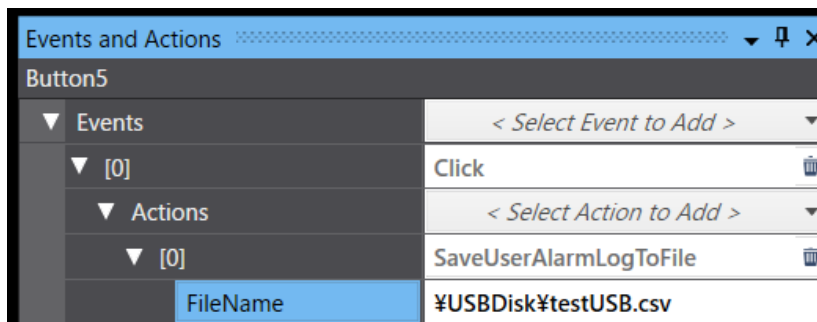 Events and Actions
Button5
Events < Select Event to Add >
[0] Click
Actions < Select Action to Add >
[0] SaveUserAlarmLogToFile
FileName ¥USBDisk¥testUSB.csv